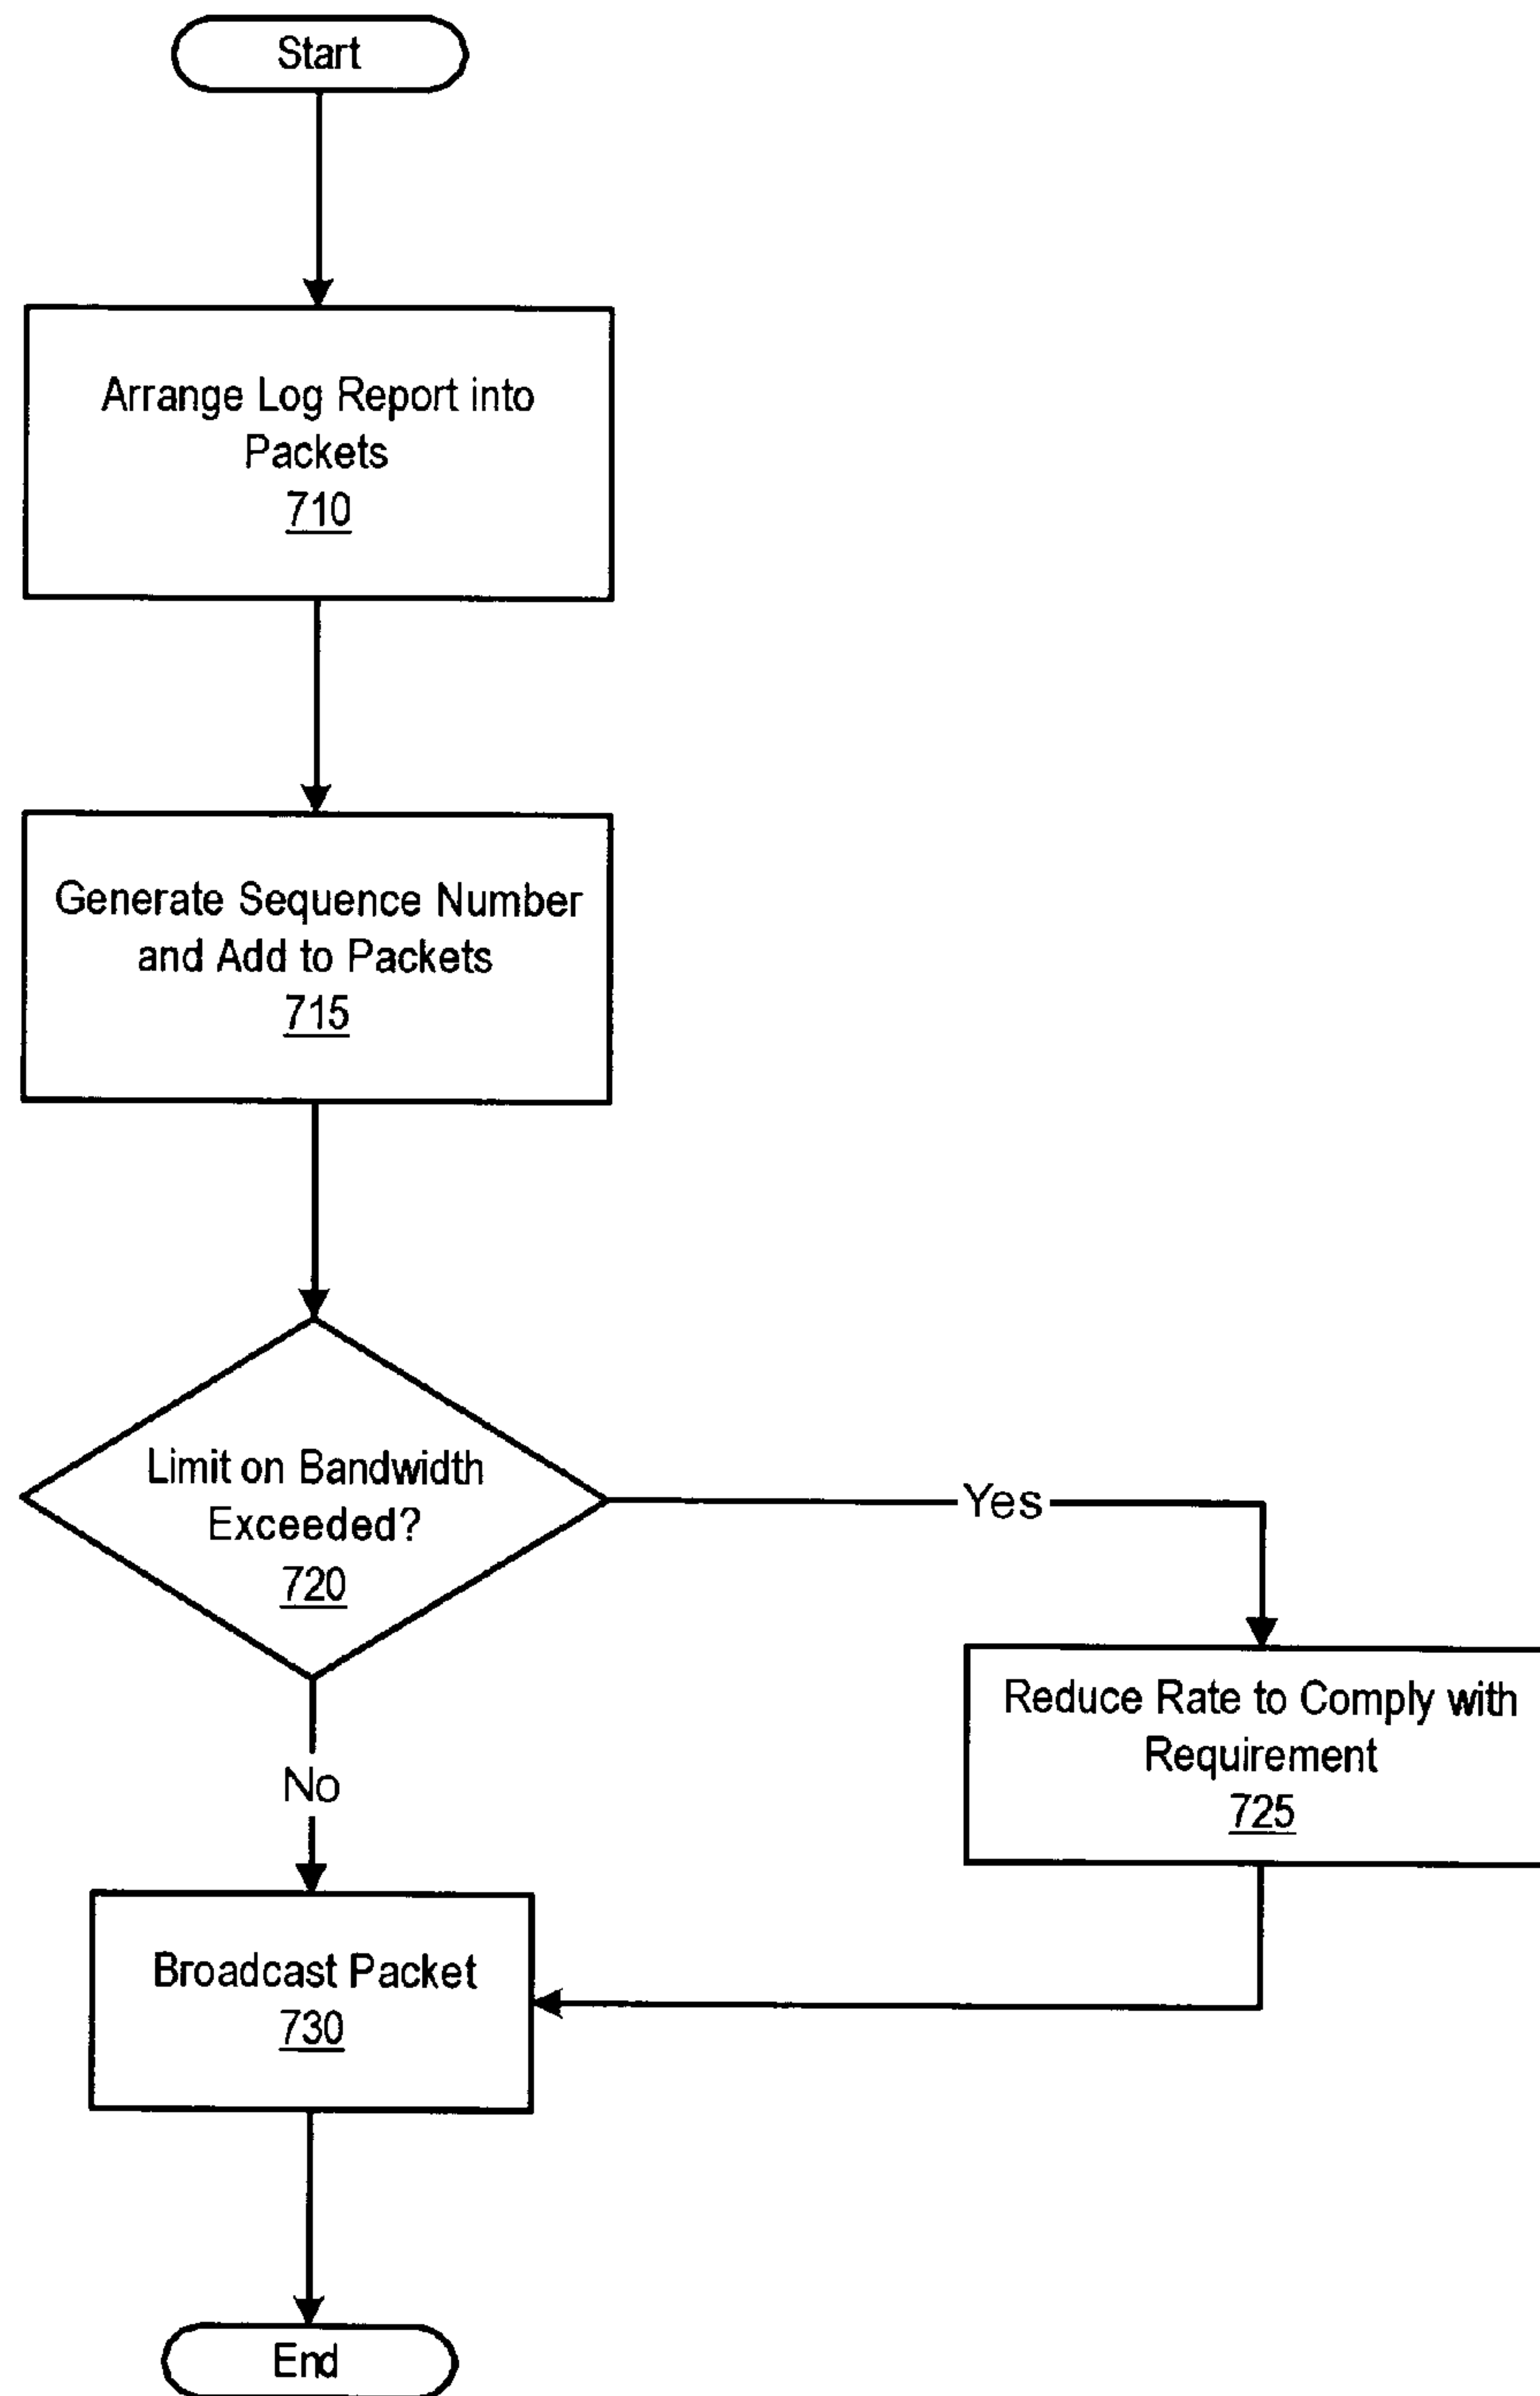 Start
Arrange Log Report into
Packets
710
Generate Sequence Number
and Add to Packets
715
Limit on Bandwidth
Exceeded?
720
Yes
Reduce Rate to Comply with
Requirement
725
No
Broadcast Packet
730
End